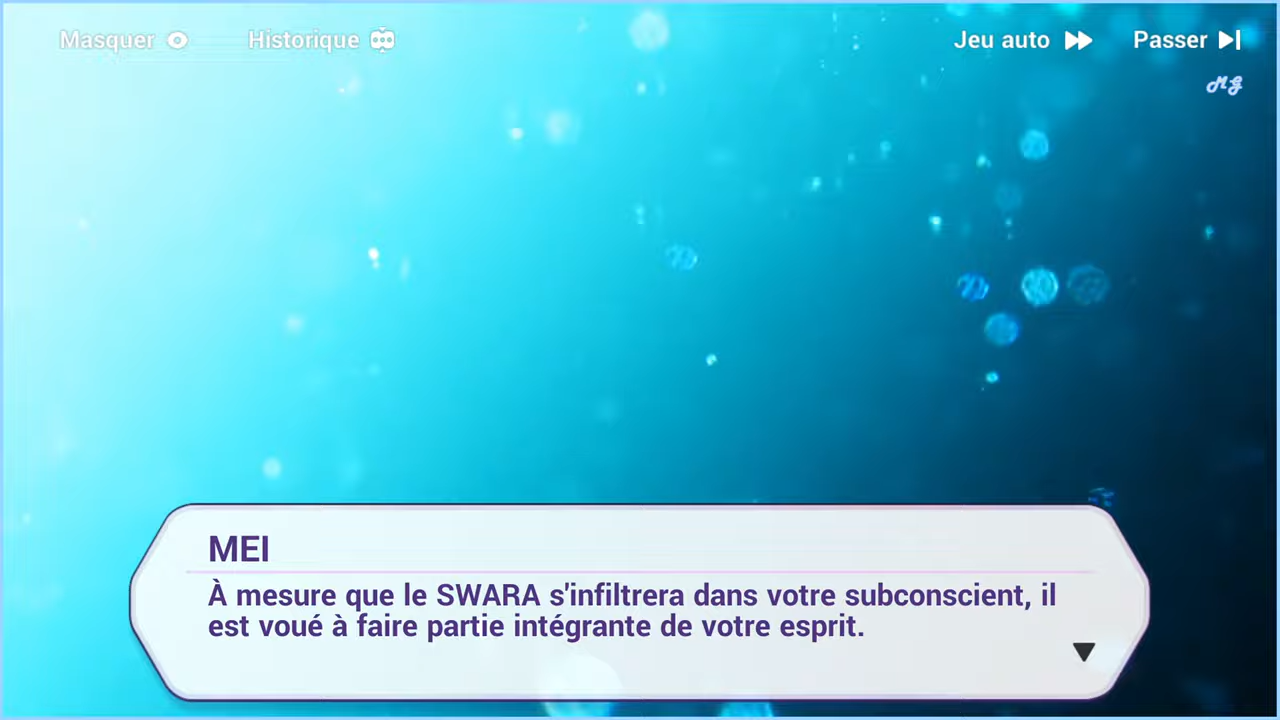 Masquer Historique Jeu auto Passer
MG
MEI
À mesure que le SWARA s'infiltrera dans votre subconscient, il
est voué à faire partie intégrante de votre esprit.